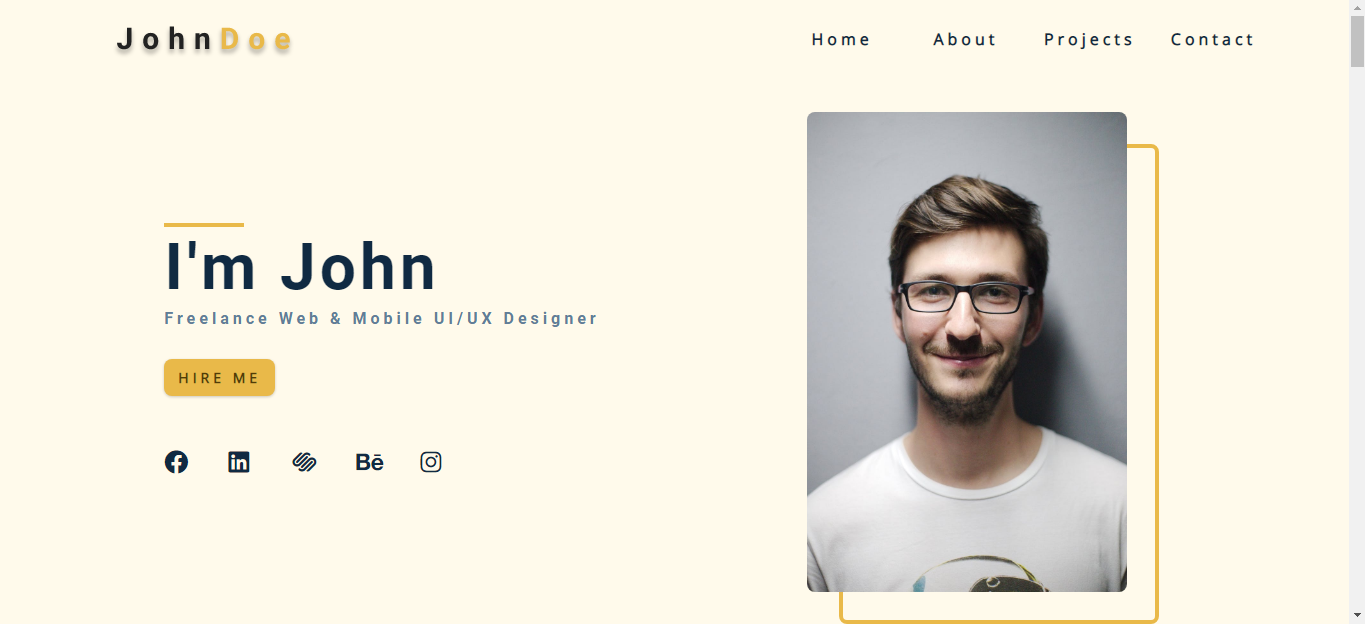 JohnDoe
Home About Projects Contact
I'm John
Freelance Web & Mobile UI/UX Designer
HIRE ME
Bē